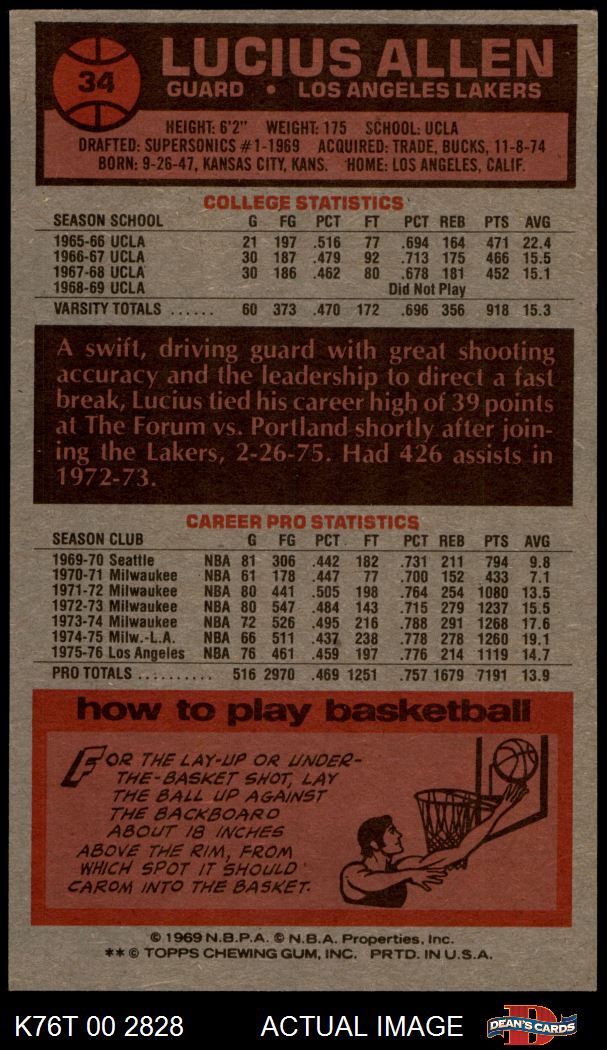 34
LUCIUS ALLEN
GUARD • LOS ANGELES LAKERS
HEIGHT: 6'2" WEIGHT: 175 SCHOOL: UCLA
DRAFTED: SUPERSONICS #1-1969 ACQUIRED: TRADE, BUCKS, 11-8-74
BORN: 9-26-47, KANSAS CITY, KANS. HOME: LOS ANGELES, CALIF.
COLLEGE STATISTICS
SEASON SCHOOL G FG PCT FT PCT REB PTS AVG
1965-66 UCLA 21 197 .516 77 .694 164 471 22.4
1966-67 UCLA 30 187 .479 92 .713 175 466 15.5
1967-68 UCLA 30 186 .462 80 .678 181 452 15.1
1968-69 UCLA Did Not Play
VARSITY TOTALS ...... 60 373 .470 172 .696 356 918 15.3
A swift, driving guard with great shooting
accuracy and the leadership to direct a fast
break, Lucius tied his career high of 39 points
at The Forum vs. Portland shortly after join-
ing the Lakers, 2-26-75. Had 426 assists in
1972-73.
CAREER PRO STATISTICS
SEASON CLUB G FG PCT FT PCT REB PTS AVG
1969-70 Seattle NBA 81 306 .442 182 .731 211 794 9.8
1970-71 Milwaukee NBA 61 178 .447 77 .700 152 433 7.1
1971-72 Milwaukee NBA 80 441 .505 198 .764 254 1080 13.5
1972-73 Milwaukee NBA 80 547 .484 143 .715 279 1237 15.5
1973-74 Milwaukee NBA 72 526 .495 216 .788 291 1268 17.6
1974-75 Milw.-L.A. NBA 66 511 .437 238 .778 278 1260 19.1
1975-76 Los Angeles NBA 76 461 .459 197 .776 214 1119 14.7
PRO TOTALS .......... 516 2970 .469 1251 .757 1679 7191 13.9
how to play basketball
FOR THE LAY-UP OR UNDER-
THE-BASKET SHOT, LAY
THE BALL UP AGAINST
THE BACKBOARD
ABOUT 18 INCHES
ABOVE THE RIM, FROM
WHICH SPOT IT SHOULD
CAROM INTO THE BASKET.
© 1969 N.B.P.A. © N.B.A. Properties, Inc.
** © TOPPS CHEWING GUM, INC. PRTD. IN U.S.A.
K76T 00 2828 ACTUAL IMAGE
D
DEAN'S CARDS